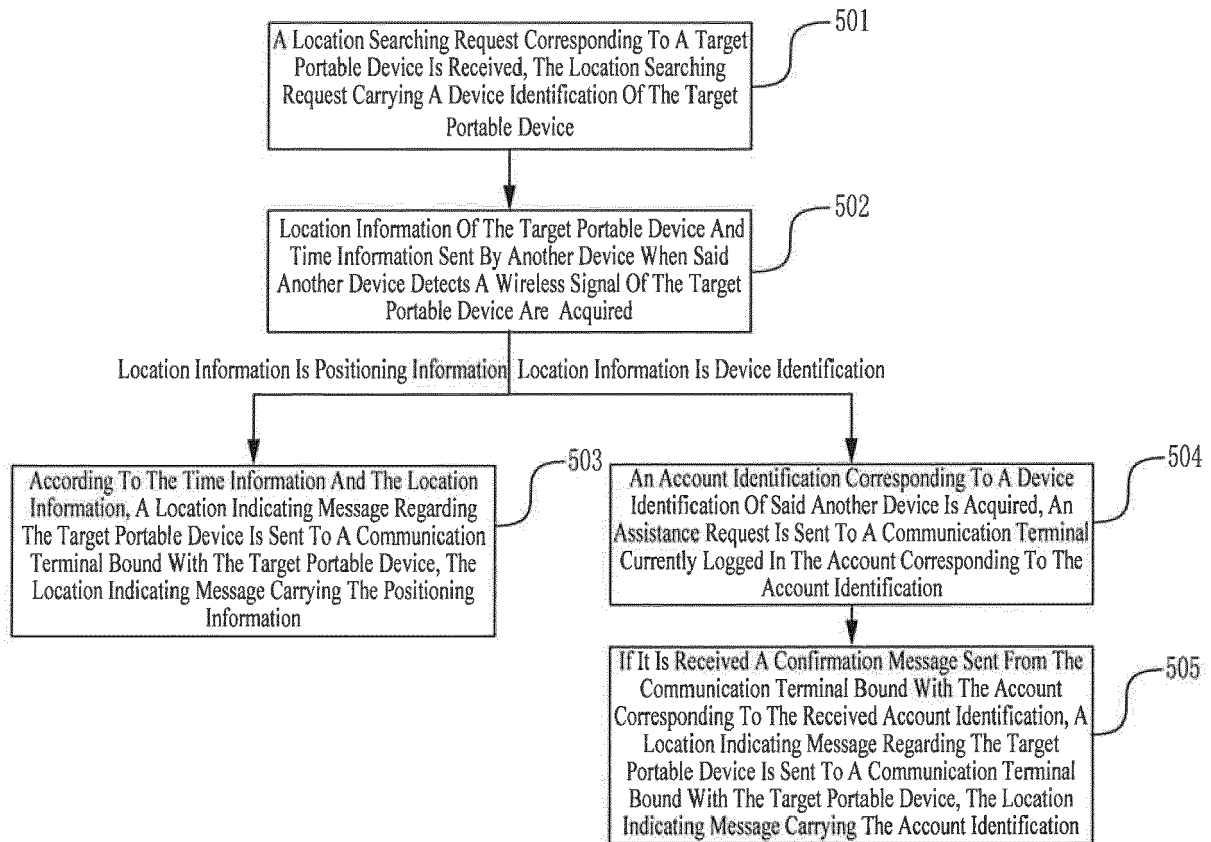 A Location Searching Request Corresponding To A Target
Portable Device Is Received, The Location Searching
Request Carrying A Device Identification Of The Target
Portable Device
501
Location Information Of The Target Portable Device And
Time Information Sent By Another Device When Said
Another Device Detects A Wireless Signal Of The Target
Portable Device Are Acquired
502
Location Information Is Positioning Information
Location Information Is Device Identification
According To The Time Information And The Location
Information, A Location Indicating Message Regarding
The Target Portable Device Is Sent To A Communication
Terminal Bound With The Target Portable Device, The
Location Indicating Message Carrying The Positioning
Information
503
An Account Identification Corresponding To A Device
Identification Of Said Another Device Is Acquired, An
Assistance Request Is Sent To A Communication Terminal
Currently Logged In The Account Corresponding To The
Account Identification
504
If It Is Received A Confirmation Message Sent From The
Communication Terminal Bound With The Account
Corresponding To The Received Account Identification, A
Location Indicating Message Regarding The Target
Portable Device Is Sent To A Communication Terminal
Bound With The Target Portable Device, The Location
Indicating Message Carrying The Account Identification
505